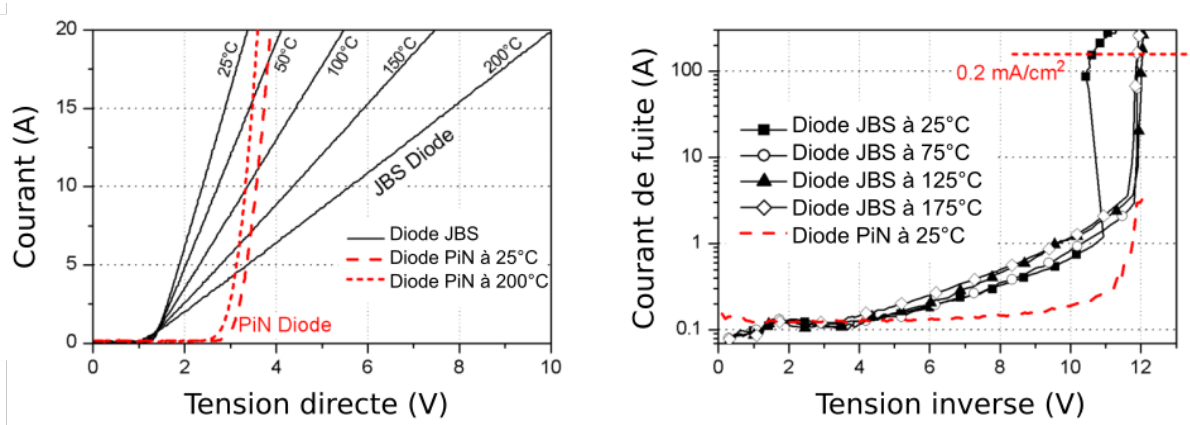 20
15
10
5
0
Courant (A)
25°C
50°C
100°C
150°C
200°C
JBS Diode
Diode JBS
Diode PiN à 25°C
Diode PiN à 200°C
PiN Diode
0 2 4 6 8 10
Tension directe (V)
100
10
1
0.1
Courant de fuite (A)
0.2 mA/cm²
Diode JBS à 25°C
Diode JBS à 75°C
Diode JBS à 125°C
Diode JBS à 175°C
Diode PiN à 25°C
0 2 4 6 8 10 12
Tension inverse (V)